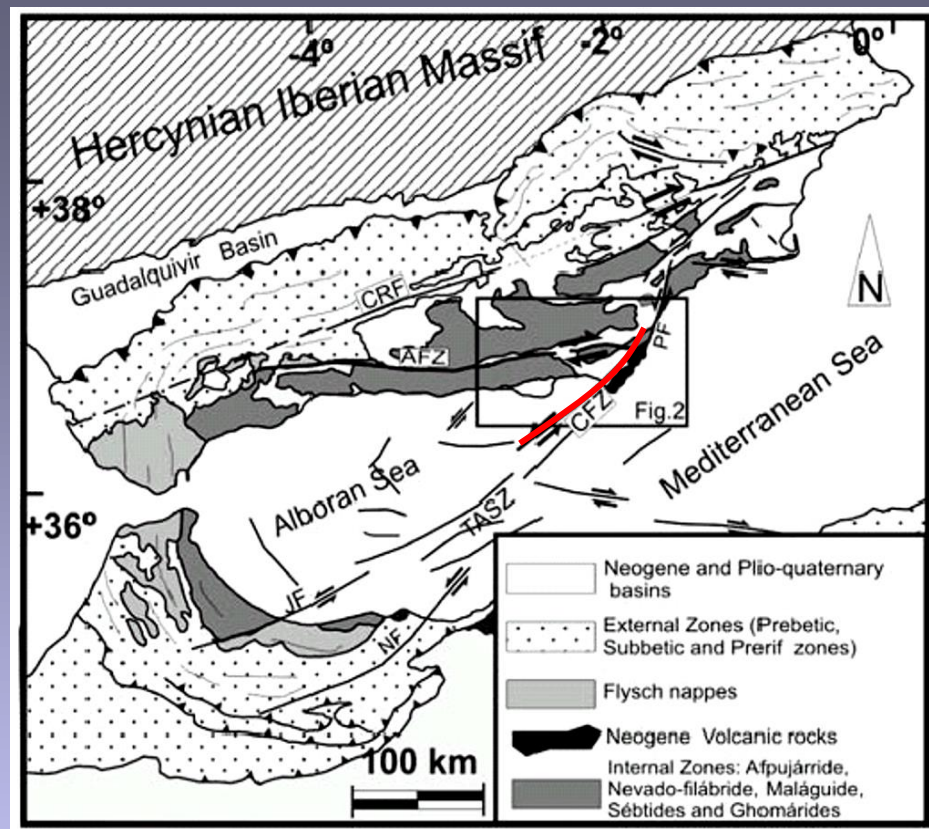 -4º
-2º
0º
Hercynian Iberian Massif
+38º
Guadalquivir Basin
CRF
N
AFZ
PF
Fig.2
CFZ
Mediterranean Sea
Alboran Sea
TASZ
+36º
JF
NF
100 km
Neogene and Plio-quaternary
basins
External Zones (Prebetic,
Subbetic and Prerif zones)
Flysch nappes
Neogene Volcanic rocks
Internal Zones: Afpujárride,
Nevado-filábride, Maláguide,
Sébtides and Ghomárides